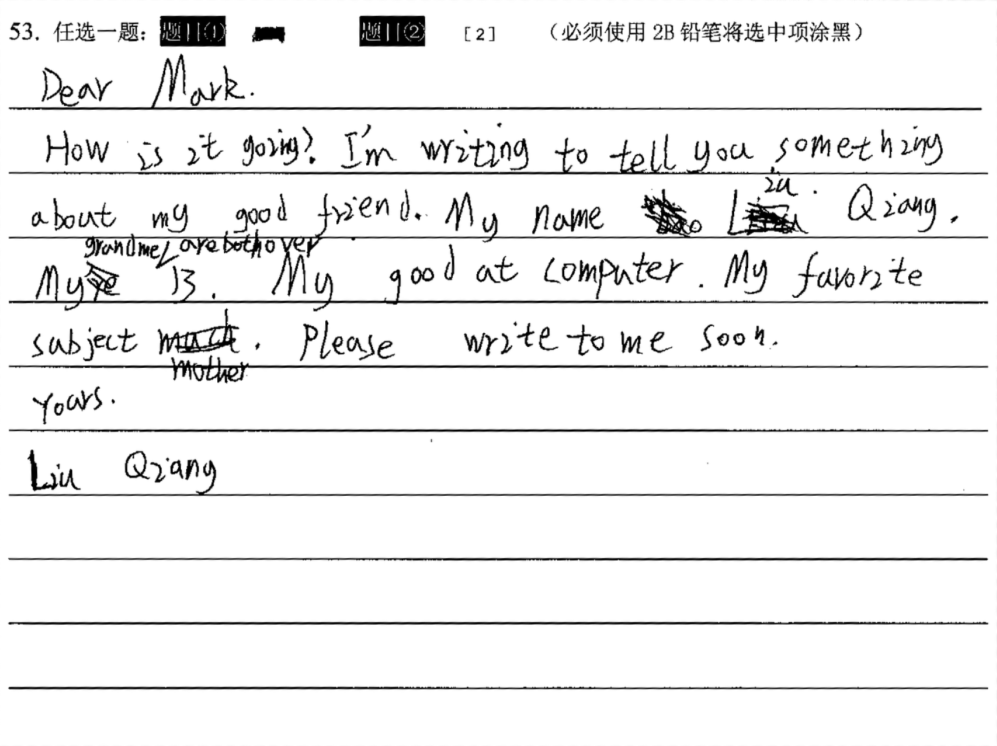 53. 任选一题: 题目① 题目② [2] (必须使用 2B 铅笔将选中项涂黑)
Dear Mark.
How is it going? I'm writing to tell you something
about my good friend. My name Liu Qiang.
My grandme are both over 13. My good at computer. My favorite
subject mother. Please write to me soon.
Yours.
Liu Qiang